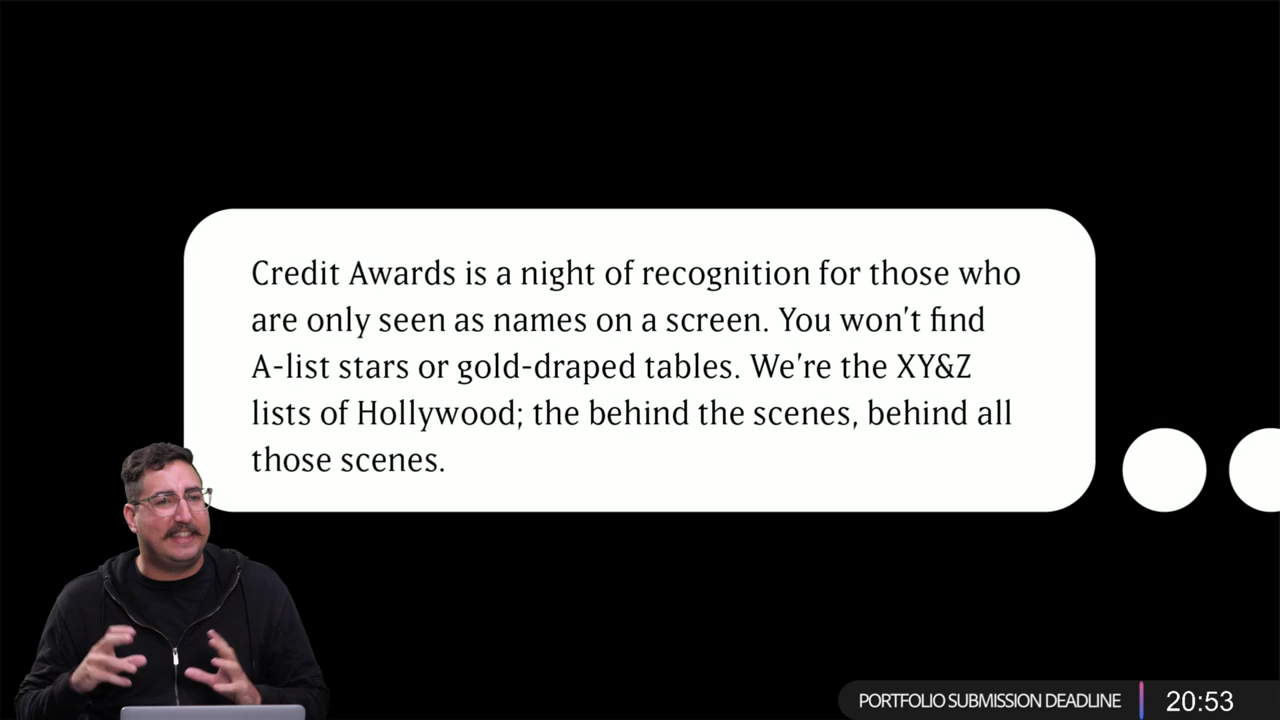 Credit Awards is a night of recognition for those who
are only seen as names on a screen. You won't find
A-list stars or gold-draped tables. We're the XY&Z
lists of Hollywood; the behind the scenes, behind all
those scenes.
PORTFOLIO SUBMISSION DEADLINE 20:53